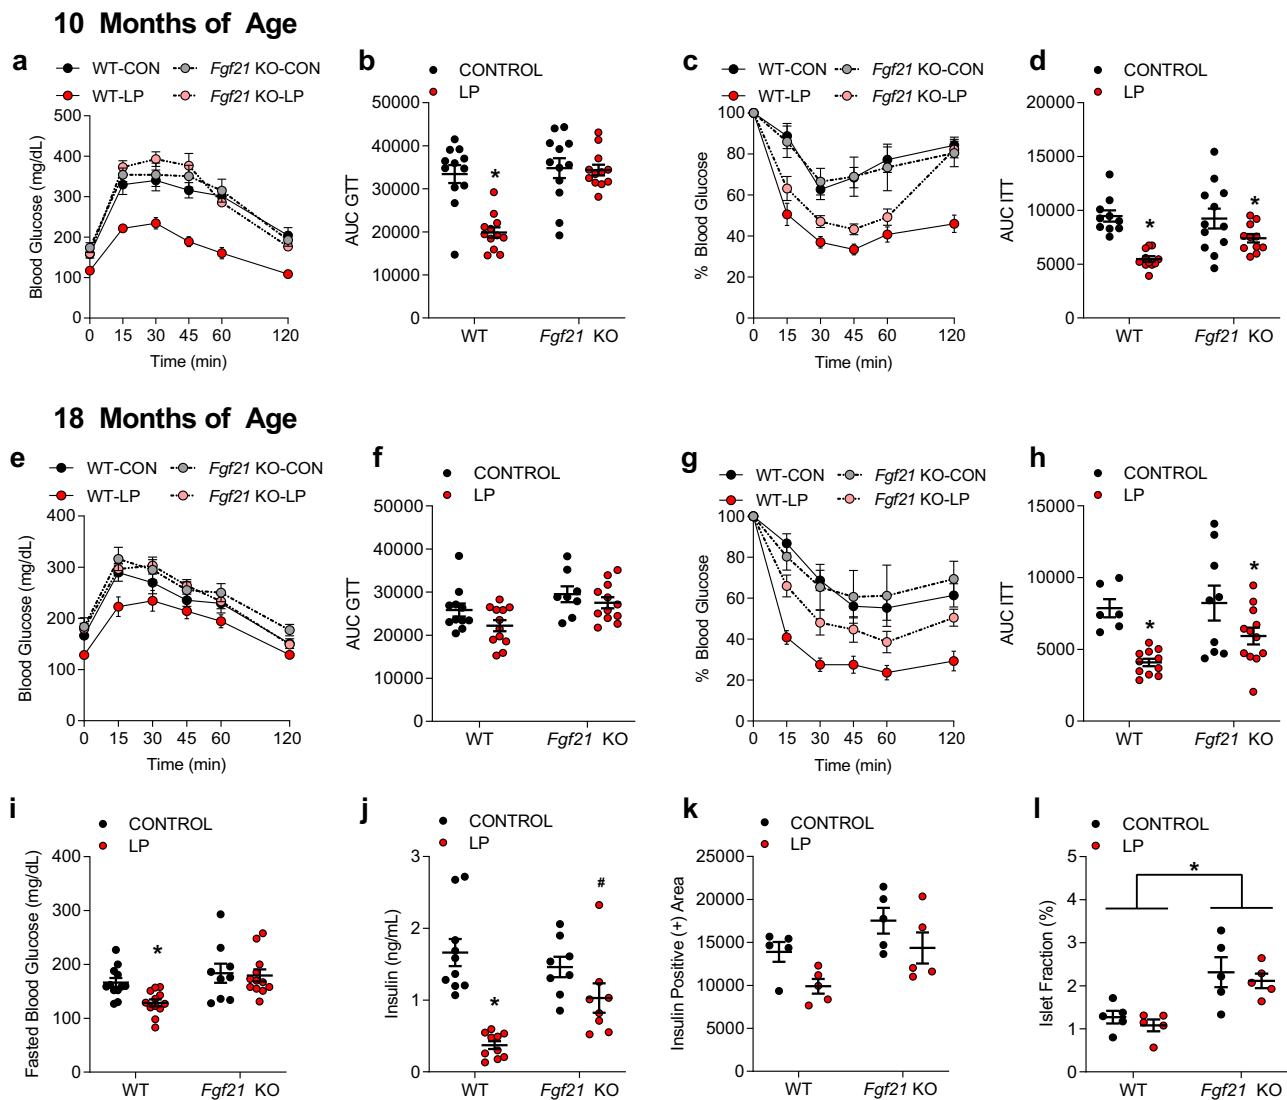 10 Months of Age
a
WT-CON Fgf21 KO-CON
WT-LP Fgf21 KO-LP
Blood Glucose (mg/dL)
500
400
300
200
100
0
0 15 30 45 60 120
Time (min)
b
CONTROL
LP
AUC GTT
50000
40000
30000
20000
10000
0
*
WT Fgf21 KO
c
WT-CON Fgf21 KO-CON
WT-LP Fgf21 KO-LP
% Blood Glucose
100
80
60
40
20
0
0 15 30 45 60 120
Time (min)
d
CONTROL
LP
AUC ITT
20000
15000
10000
5000
0
* *
WT Fgf21 KO
18 Months of Age
e
WT-CON Fgf21 KO-CON
WT-LP Fgf21 KO-LP
Blood Glucose (mg/dL)
400
300
200
100
0
0 15 30 45 60 120
Time (min)
f
CONTROL
LP
AUC GTT
50000
40000
30000
20000
10000
0
WT Fgf21 KO
g
WT-CON Fgf21 KO-CON
WT-LP Fgf21 KO-LP
% Blood Glucose
100
80
60
40
20
0
0 15 30 45 60 120
Time (min)
h
CONTROL
LP
AUC ITT
15000
10000
5000
0
* *
WT Fgf21 KO
i
CONTROL
LP
Fasted Blood Glucose (mg/dL)
400
300
200
100
0
*
WT Fgf21 KO
j
CONTROL
LP
Insulin (ng/mL)
3
2
1
0
* #
WT Fgf21 KO
k
CONTROL
LP
Insulin Positive (+) Area
25000
20000
15000
10000
5000
0
WT Fgf21 KO
l
CONTROL
LP
Islet Fraction (%)
5
4
3
2
1
0
*
WT Fgf21 KO